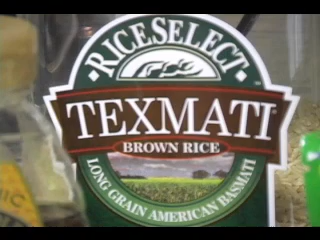 RICESELECT
TEXMATI
BROWN RICE
LONG GRAIN AMERICAN BASMATI